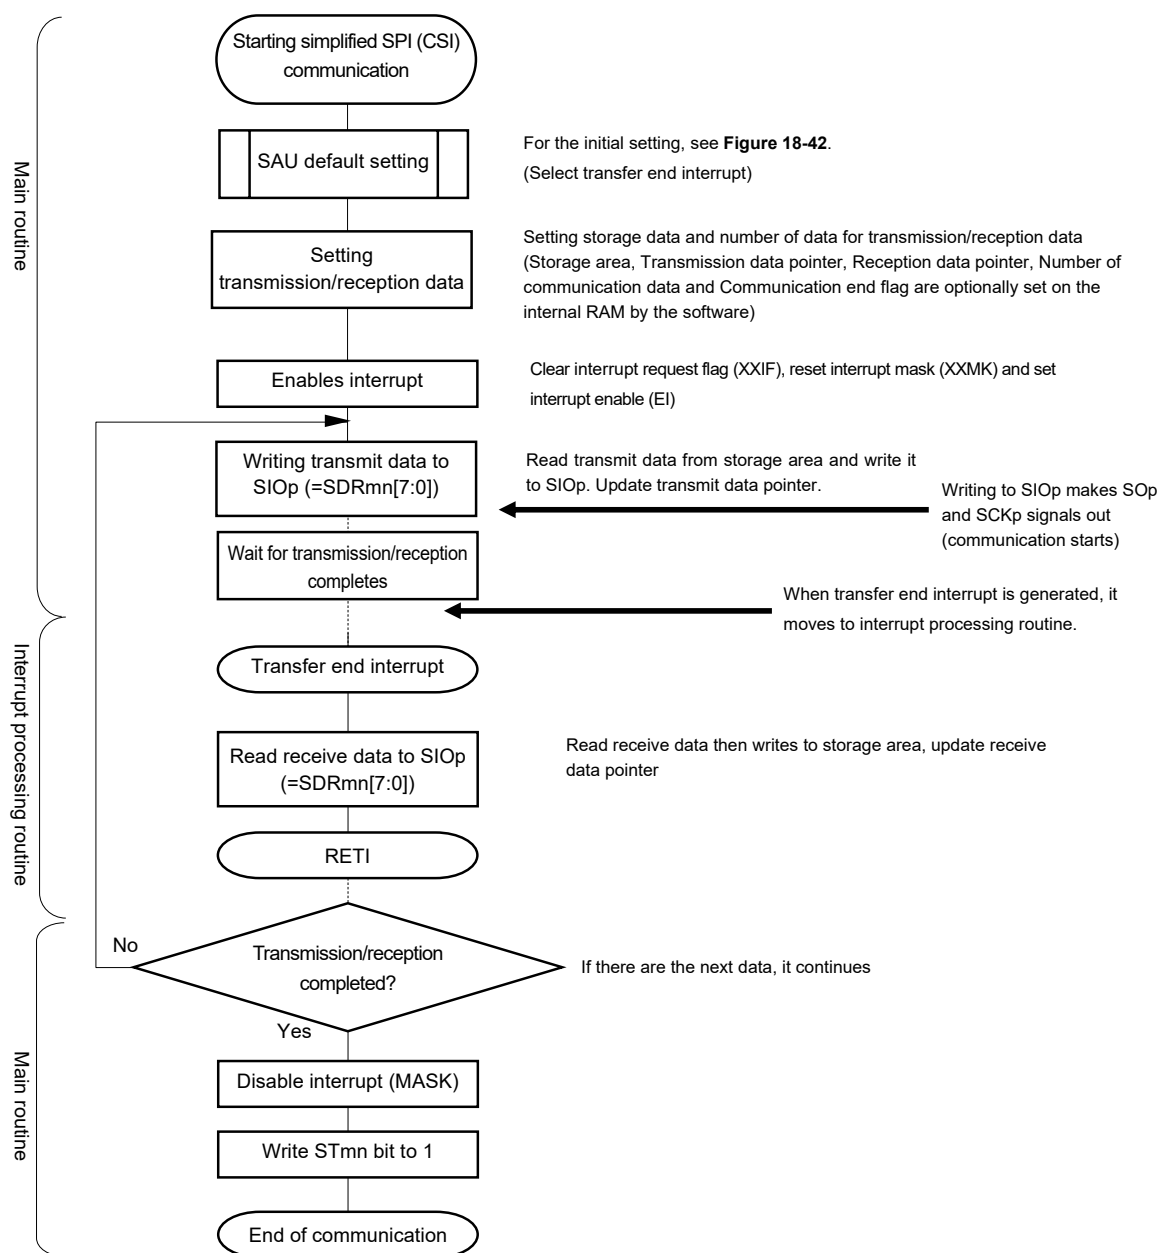 Starting simplified SPI (CSI)
communication
SAU default setting
For the initial setting, see Figure 18-42.
(Select transfer end interrupt)
Main routine
Setting
transmission/reception data
Setting storage data and number of data for transmission/reception data
(Storage area, Transmission data pointer, Reception data pointer, Number of
communication data and Communication end flag are optionally set on the
internal RAM by the software)
Enables interrupt
Clear interrupt request flag (XXIF), reset interrupt mask (XXMK) and set
interrupt enable (EI)
Writing transmit data to
SIOp (=SDRmn[7:0])
Read transmit data from storage area and write it
to SIOp. Update transmit data pointer.
Writing to SIOp makes SOp
and SCKp signals out
(communication starts)
Wait for transmission/reception
completes
When transfer end interrupt is generated, it
moves to interrupt processing routine.
Interrupt processing routine
Transfer end interrupt
Read receive data to SIOp
(=SDRmn[7:0])
Read receive data then writes to storage area, update receive
data pointer
RETI
No
Transmission/reception
completed?
If there are the next data, it continues
Yes
Main routine
Disable interrupt (MASK)
Write STmn bit to 1
End of communication